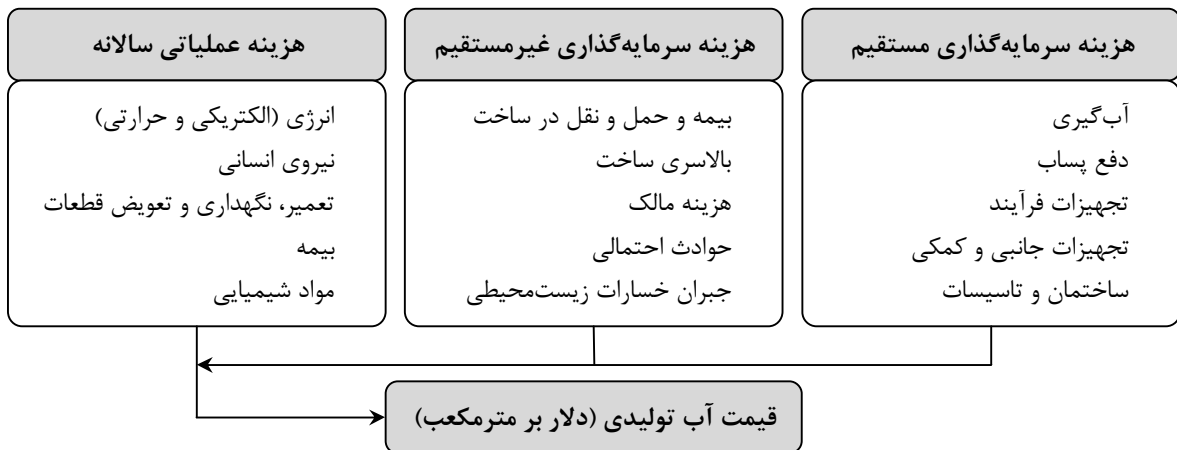 هزینه سرمایه‌گذاری مستقیم
آب‌گیری
دفع پساب
تجهیزات فرآیند
تجهیزات جانبی و کمکی
ساختمان و تاسیسات
هزینه سرمایه‌گذاری غیرمستقیم
بیمه و حمل و نقل در ساخت
بالاسری ساخت
هزینه مالک
حوادث احتمالی
جبران خسارات زیست‌محیطی
هزینه عملیاتی سالانه
انرژی (الکتریکی و حرارتی)
نیروی انسانی
تعمیر، نگهداری و تعویض قطعات
بیمه
مواد شیمیایی
قیمت آب تولیدی (دلار بر مترمکعب)